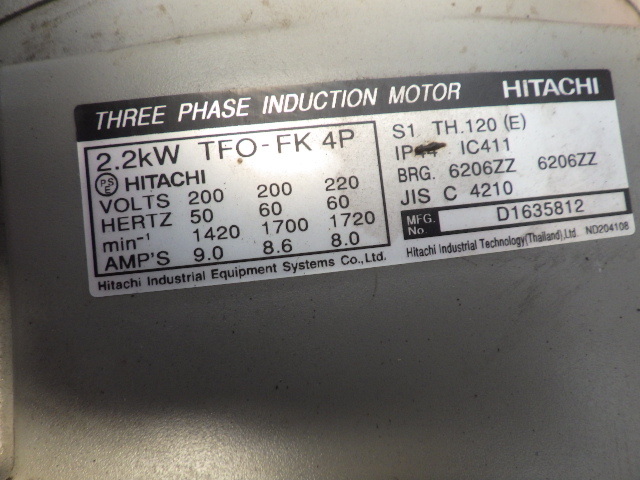 THREE PHASE INDUCTION MOTOR HITACHI
2.2kW TFO-FK 4P
PSE HITACHI
VOLTS 200 200 220
HERTZ 50 60 60
min-1 1420 1700 1720
AMP'S 9.0 8.6 8.0
Hitachi Industrial Equipment Systems Co., Ltd.
S1 TH.120 (E)
IC411
BRG. 6206ZZ 6206ZZ
JIS C 4210
MFG. No. D1635812
Hitachi Industrial Technology(Thailand),Ltd. ND204108